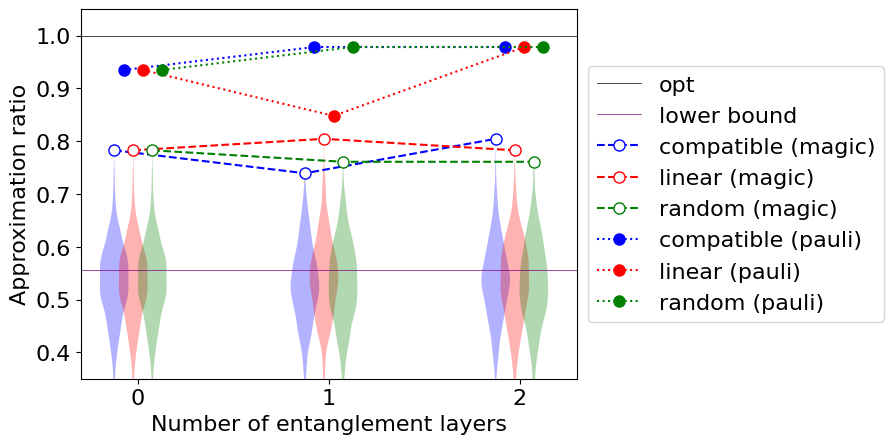 1.0
0.9
0.8
0.7
0.6
0.5
0.4
Approximation ratio
0 1 2
Number of entanglement layers
opt
lower bound
compatible (magic)
linear (magic)
random (magic)
compatible (pauli)
linear (pauli)
random (pauli)